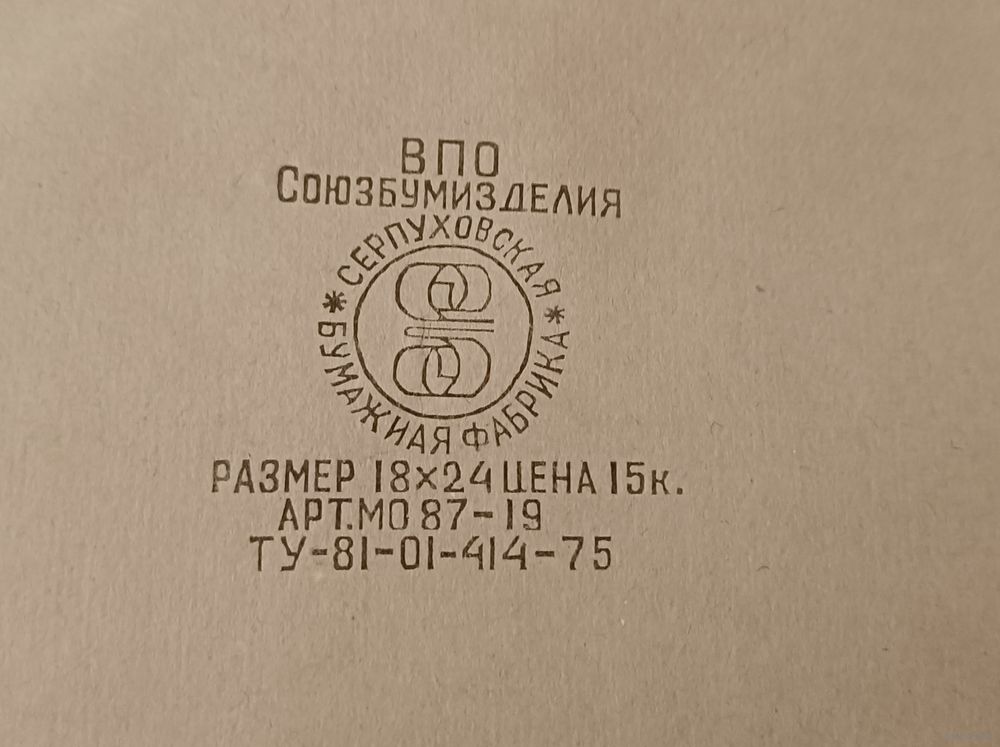 ВПО
СОЮЗБУМИЗДЕЛИЯ
* СЕРПУХОВСКАЯ *
БУМАЖНАЯ ФАБРИКА
РАЗМЕР 18×24 ЦЕНА 15к.
АРТ.МО 87-19
ТУ-81-01-414-75